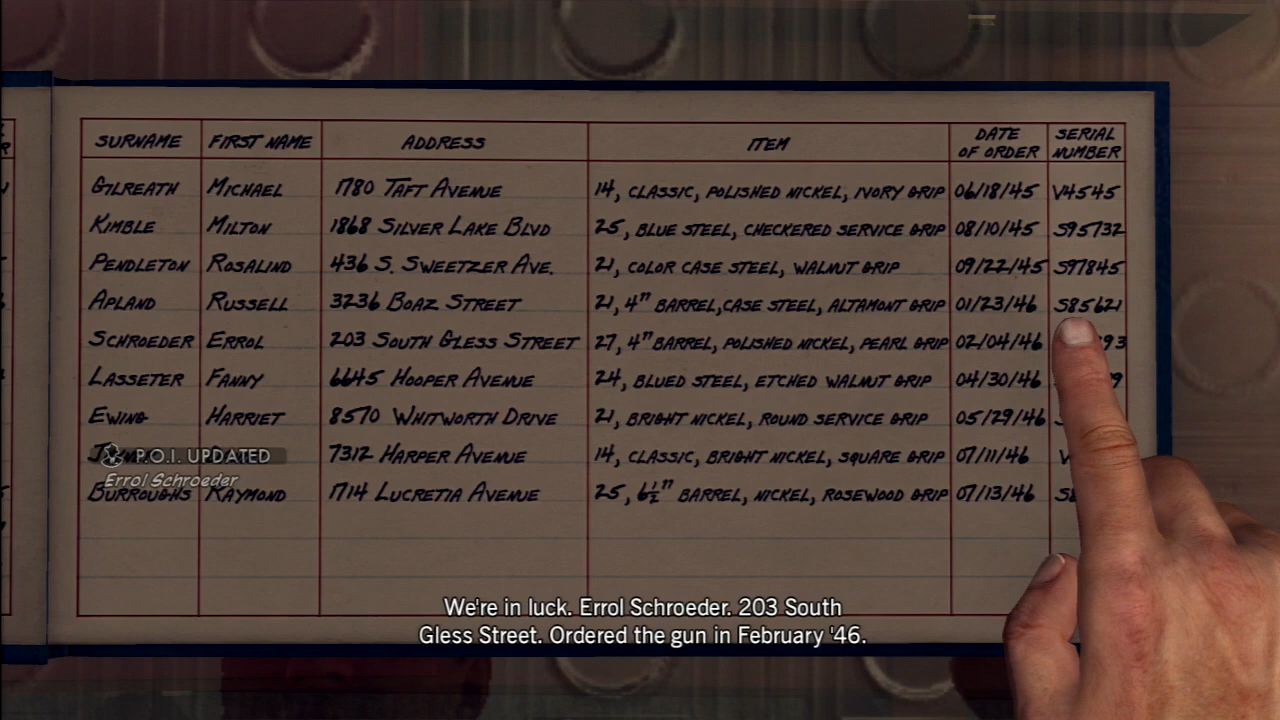 SURNAME FIRST NAME ADDRESS ITEM DATE OF ORDER SERIAL NUMBER
GILREATH MICHAEL 1780 TAFT AVENUE 14, CLASSIC, POLISHED NICKEL, IVORY GRIP 06/18/45 V4545
KIMBLE MILTON 1868 SILVER LAKE BLVD 25, BLUE STEEL, CHECKERED SERVICE GRIP 08/10/45 S95732
PENDLETON ROSALIND 436 S. SWEETZER AVE. 21, COLOR CASE STEEL, WALNUT GRIP 09/22/45 S97845
APLAND RUSSELL 3236 BOAZ STREET 21, 4" BARREL, CASE STEEL, ALTAMONT GRIP 01/23/46 S85621
SCHROEDER ERROL 203 SOUTH GLESS STREET 27, 4" BARREL, POLISHED NICKEL, PEARL GRIP 02/04/46
LASSETER FANNY 6645 HOOPER AVENUE 24, BLUED STEEL, ETCHED WALNUT GRIP 04/30/46
EWING HARRIET 8570 WHITWORTH DRIVE 21, BRIGHT NICKEL, ROUND SERVICE GRIP 05/29/46
7312 HARPER AVENUE 14, CLASSIC, BRIGHT NICKEL, SQUARE GRIP 07/11/46
P.O.I. UPDATED
Errol Schroeder
BURROUGHS RAYMOND 1714 LUCRETIA AVENUE 25, 6½" BARREL, NICKEL, ROSEWOOD GRIP 07/13/46
We're in luck. Errol Schroeder. 203 South
Gless Street. Ordered the gun in February '46.